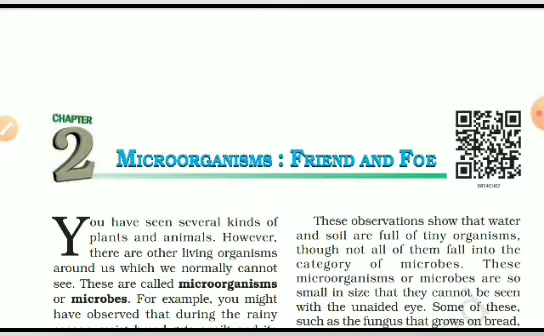 CHAPTER
2
MICROORGANISMS : FRIEND AND FOE
You have seen several kinds of
plants and animals. However,
there are other living organisms
around us which we normally cannot
see. These are called microorganisms
or microbes. For example, you might
have observed that during the rainy
These observations show that water
and soil are full of tiny organisms,
though not all of them fall into the
category of microbes. These
microorganisms or microbes are so
small in size that they cannot be seen
with the unaided eye. Some of these,
such as the fungus that grows on bread,